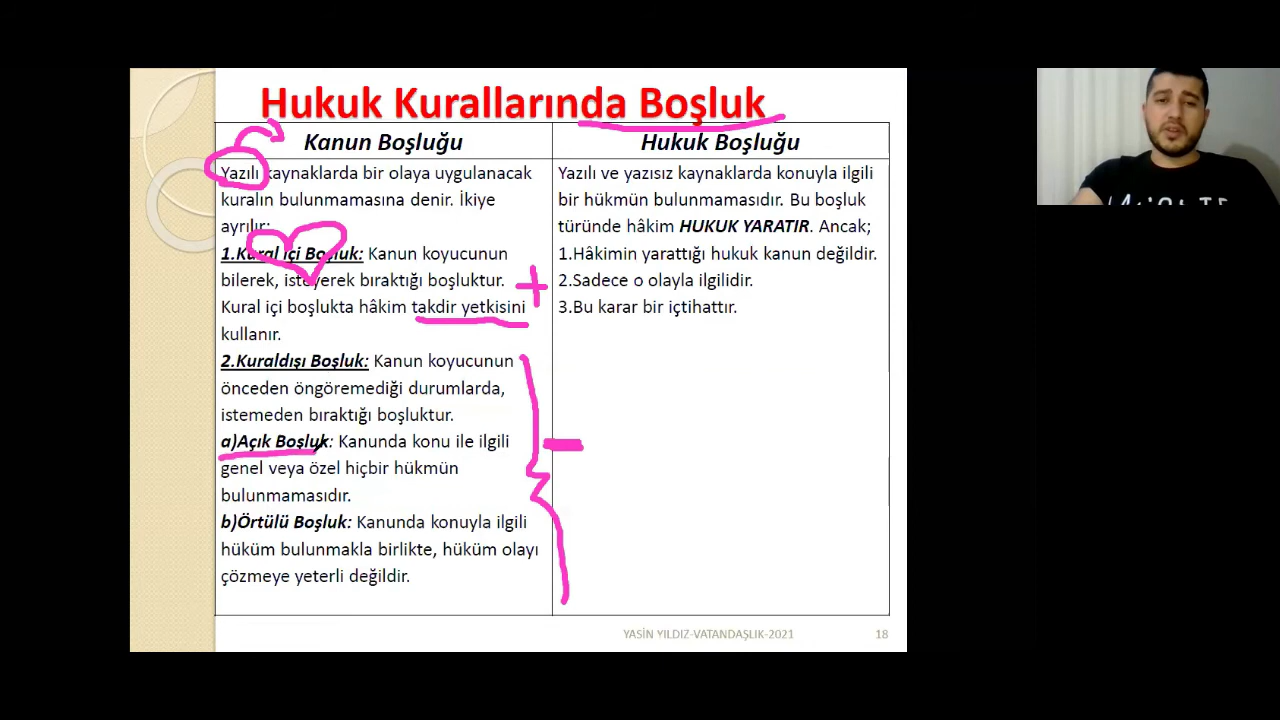 Hukuk Kurallarında Boşluk
Kanun Boşluğu
Yazılı kaynaklarda bir olaya uygulanacak
kuralın bulunmamasına denir. İkiye
ayrılır:
1.Kural içi Boşluk: Kanun koyucunun
bilerek, isteyerek bıraktığı boşluktur.
Kural içi boşlukta hâkim takdir yetkisini
kullanır.
2.Kuraldışı Boşluk: Kanun koyucunun
önceden öngöremediği durumlarda,
istemeden bıraktığı boşluktur.
a)Açık Boşluk: Kanunda konu ile ilgili
genel veya özel hiçbir hükmün
bulunmamasıdır.
b)Örtülü Boşluk: Kanunda konuyla ilgili
hüküm bulunmakla birlikte, hüküm olayı
çözmeye yeterli değildir.
Hukuk Boşluğu
Yazılı ve yazısız kaynaklarda konuyla ilgili
bir hükmün bulunmamasıdır. Bu boşluk
türünde hâkim HUKUK YARATIR. Ancak;
1.Hâkimin yarattığı hukuk kanun değildir.
2.Sadece o olayla ilgilidir.
3.Bu karar bir içtihattır.
YASİN YILDIZ-VATANDAŞLIK-2021
18